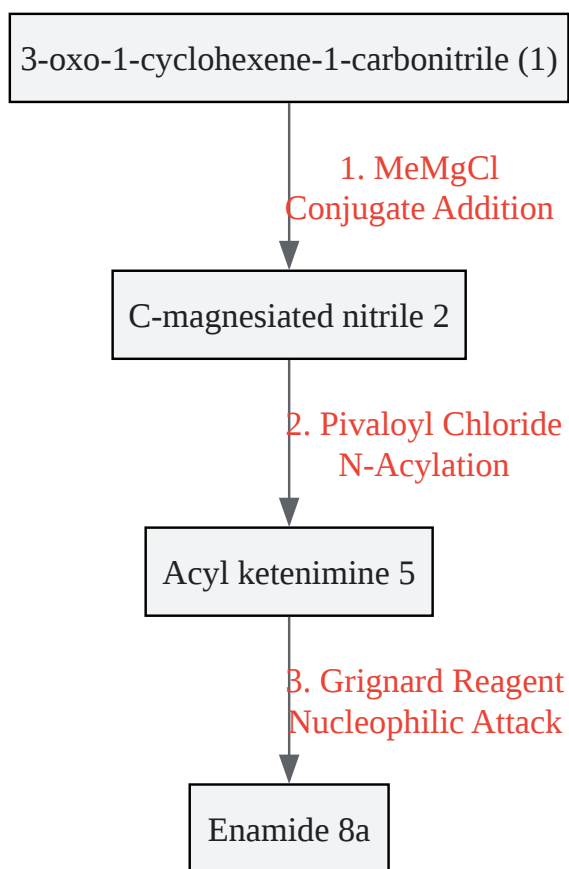 3-oxo-1-cyclohexene-1-carbonitrile (1)
1. MeMgCl
Conjugate Addition
C-magnesiated nitrile 2
2. Pivaloyl Chloride
N-Acylation
Acyl ketenimine 5
3. Grignard Reagent
Nucleophilic Attack
Enamide 8a